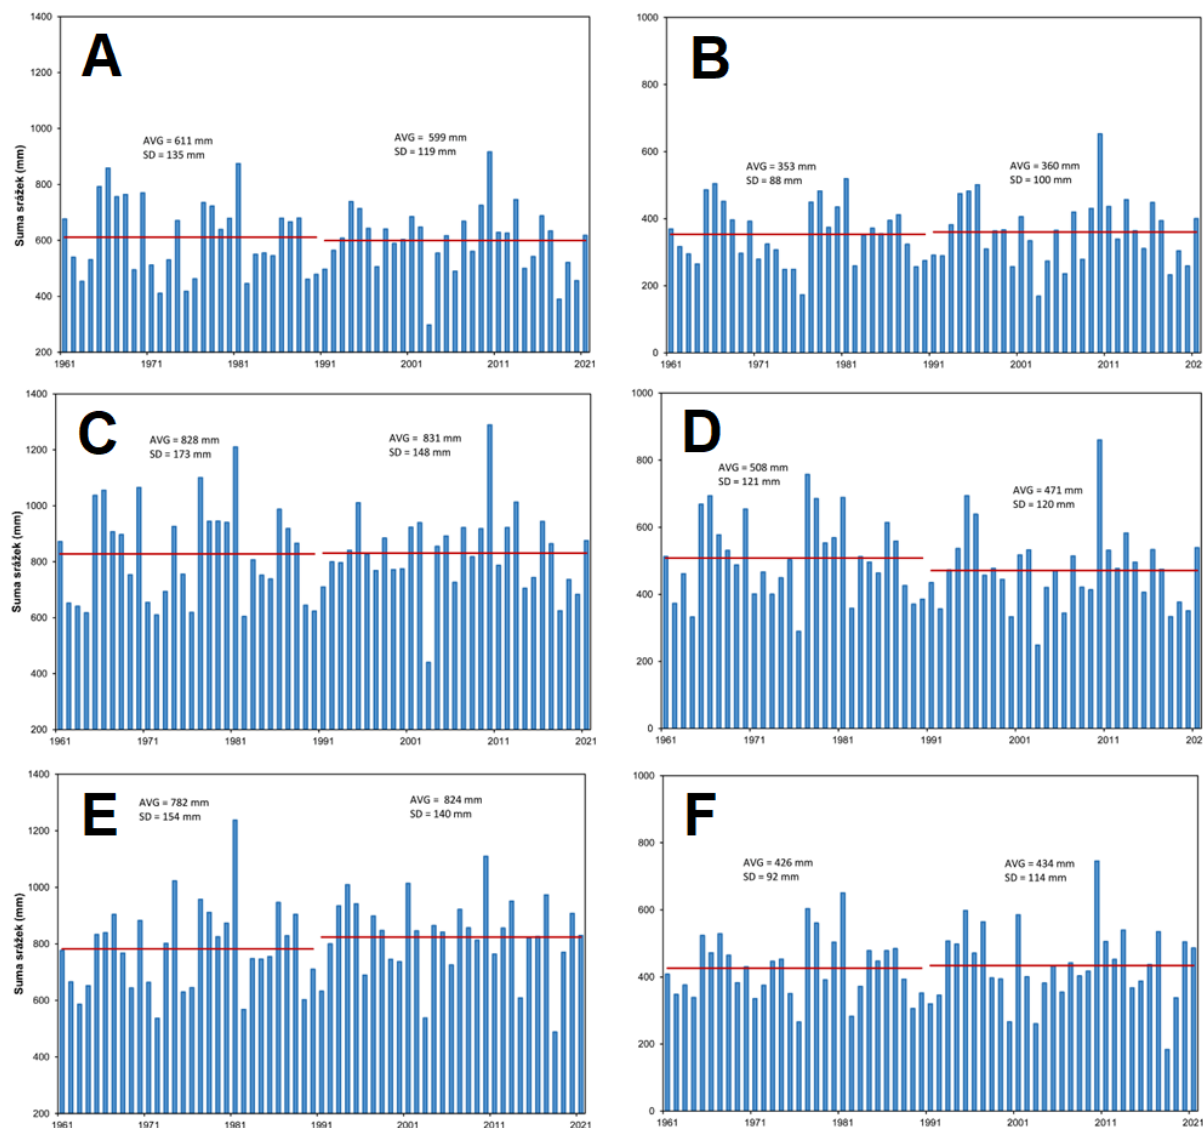 A
1400
1200
1000
800
600
400
200
Suma srážek (mm)
AVG = 611 mm
SD = 135 mm
AVG = 599 mm
SD = 119 mm
1961 1971 1981 1991 2001 2011 2021
B
1000
800
600
400
200
0
AVG = 353 mm
SD = 88 mm
AVG = 360 mm
SD = 100 mm
1961 1971 1981 1991 2001 2011 202
C
1400
1200
1000
800
600
400
200
Suma srážek (mm)
AVG = 828 mm
SD = 173 mm
AVG = 831 mm
SD = 148 mm
1961 1971 1981 1991 2001 2011 2021
D
1000
800
600
400
200
0
AVG = 508 mm
SD = 121 mm
AVG = 471 mm
SD = 120 mm
1961 1971 1981 1991 2001 2011 2021
E
1400
1200
1000
800
600
400
200
Suma srážek (mm)
AVG = 782 mm
SD = 154 mm
AVG = 824 mm
SD = 140 mm
1961 1971 1981 1991 2001 2011 2021
F
1000
800
600
400
200
0
AVG = 426 mm
SD = 92 mm
AVG = 434 mm
SD = 114 mm
1961 1971 1981 1991 2001 2011 2021